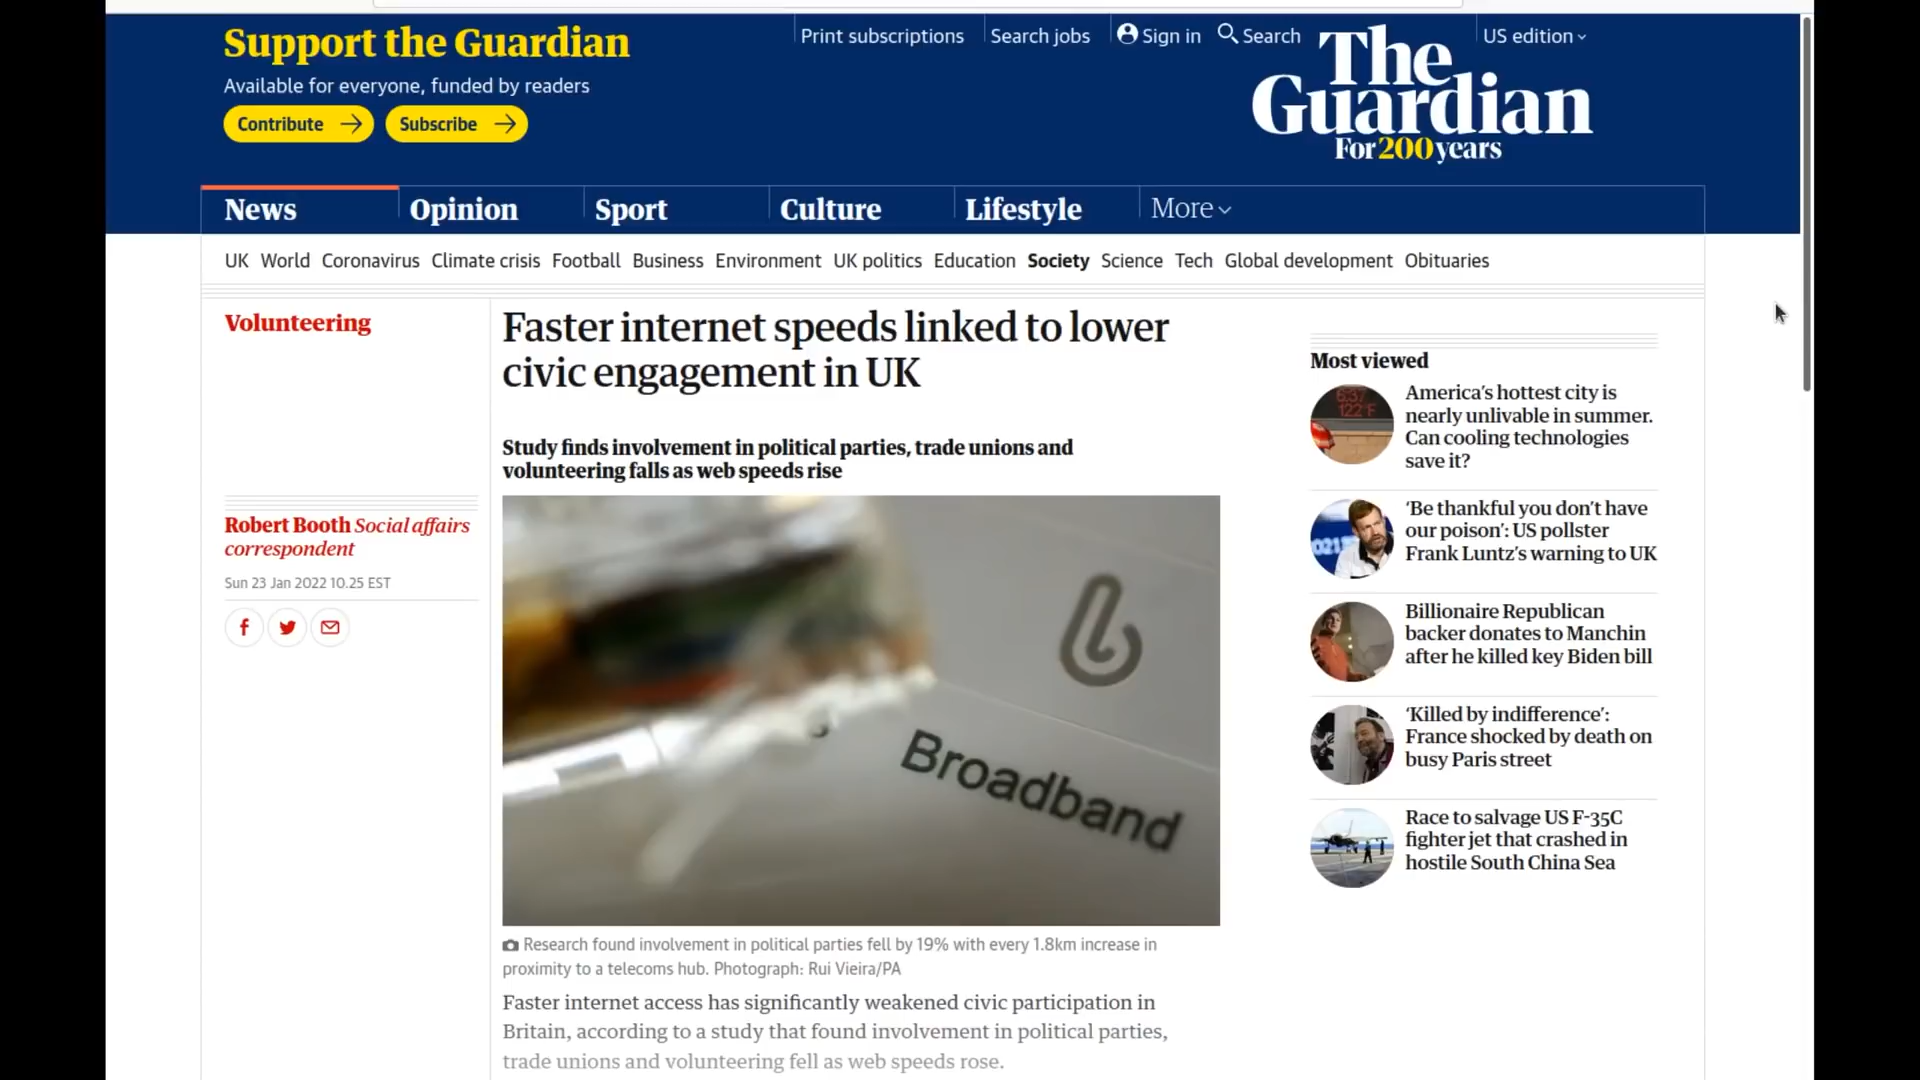 Support the Guardian
Available for everyone, funded by readers
Contribute
Subscribe
Print subscriptions
Search jobs
Sign in
Search
US edition
The
Guardian
For 200 years
News
Opinion
Sport
Culture
Lifestyle
More
UK World Coronavirus Climate crisis Football Business Environment UK politics Education Society Science Tech Global development Obituaries
Volunteering
Faster internet speeds linked to lower
civic engagement in UK
Study finds involvement in political parties, trade unions and
volunteering falls as web speeds rise
Robert Booth Social affairs
correspondent
Sun 23 Jan 2022 10.25 EST
Broadband
Research found involvement in political parties fell by 19% with every 1.8km increase in
proximity to a telecoms hub. Photograph: Rui Vieira/PA
Faster internet access has significantly weakened civic participation in
Britain, according to a study that found involvement in political parties,
trade unions and volunteering fell as web speeds rose.
Most viewed
America's hottest city is
nearly unlivable in summer.
Can cooling technologies
save it?
122°F
‘Be thankful you don’t have
our poison’: US pollster
Frank Luntz’s warning to UK
Billionaire Republican
backer donates to Manchin
after he killed key Biden bill
‘Killed by indifference’:
France shocked by death on
busy Paris street
Race to salvage US F-35C
fighter jet that crashed in
hostile South China Sea